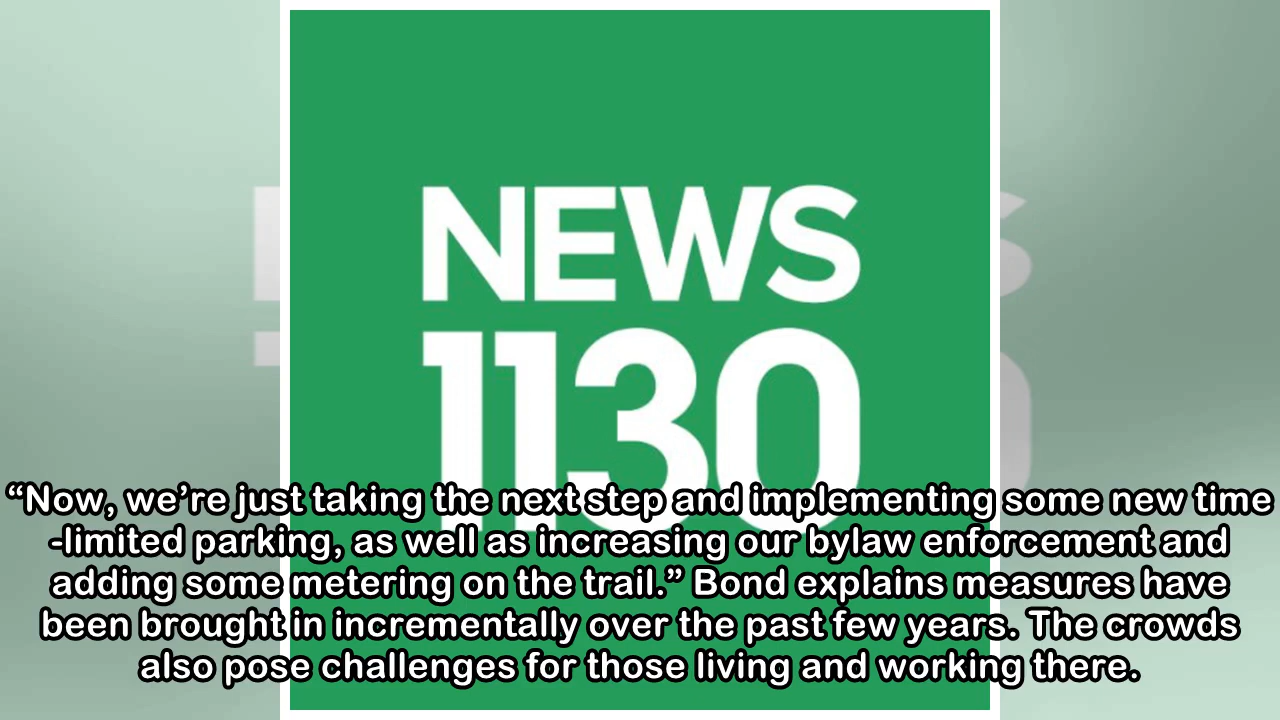 NEWS
1130
“Now, we’re just taking the next step and implementing some new time
-limited parking, as well as increasing our bylaw enforcement and
adding some metering on the trail.” Bond explains measures have
been brought in incrementally over the past few years. The crowds
also pose challenges for those living and working there.